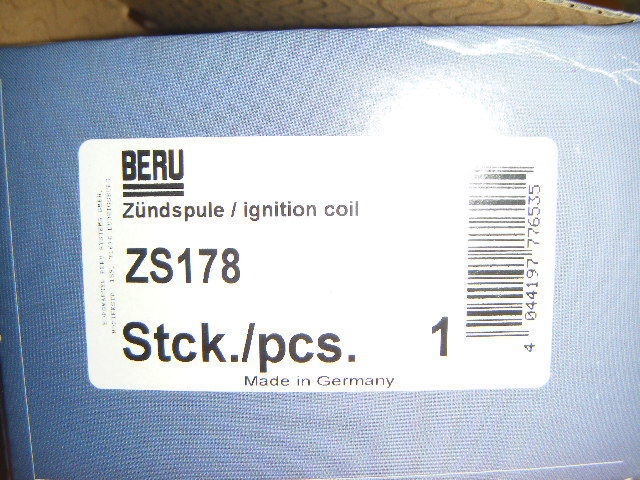 BERU
Zündspule / ignition coil
ZS178
Stck./pcs. 1
Made in Germany
4 044197 776535